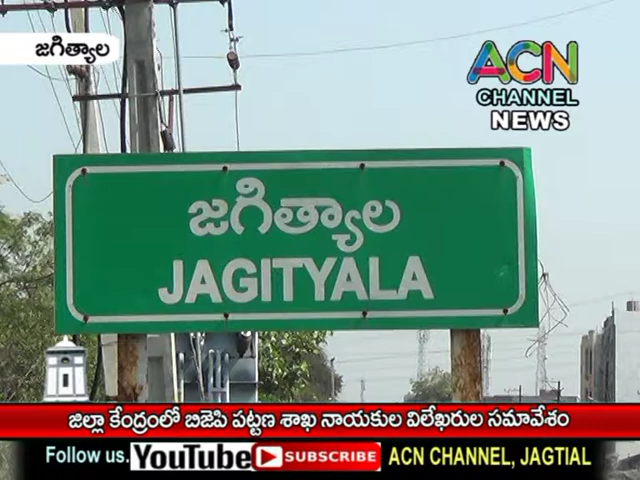 జగిత్యాల
ACN
CHANNEL
NEWS
జగిత్యాల
JAGITYALA
జిల్లా కేంద్రంలో బిజెపి పట్టణ శాఖ నాయకుల విలేఖరుల సమావేశం
Follow us. YouTube SUBSCRIBE ACN CHANNEL, JAGTIAL